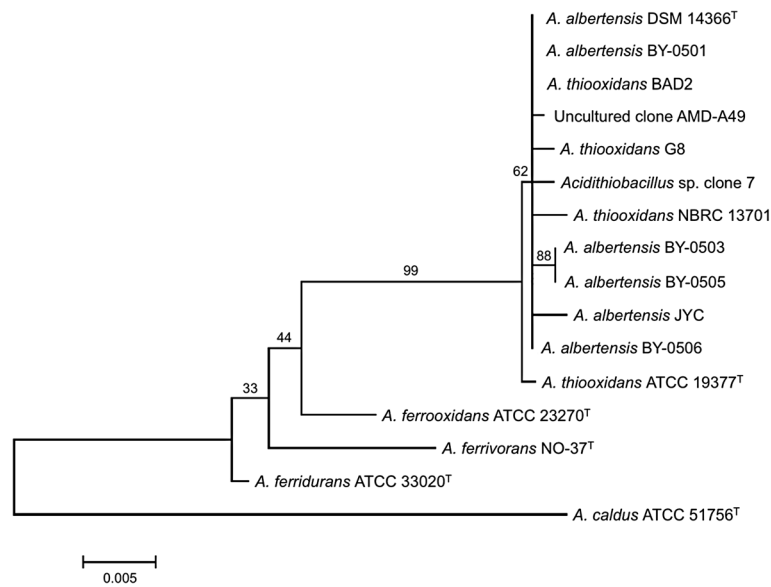 A. albertensis DSM 14366ᵀ
A. albertensis BY-0501
A. thiooxidans BAD2
Uncultured clone AMD-A49
A. thiooxidans G8
62
Acidithiobacillus sp. clone 7
A. thiooxidans NBRC 13701
A. albertensis BY-0503
88
A. albertensis BY-0505
99
A. albertensis JYC
44
A. albertensis BY-0506
A. thiooxidans ATCC 19377ᵀ
33
A. ferrooxidans ATCC 23270ᵀ
A. ferrivorans NO-37ᵀ
A. ferridurans ATCC 33020ᵀ
A. caldus ATCC 51756ᵀ
0.005